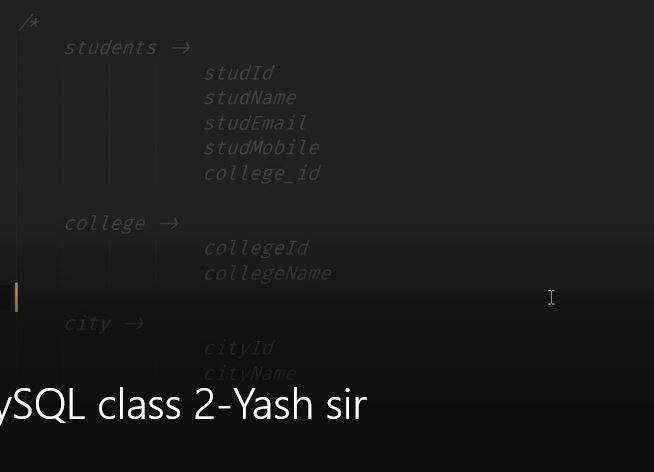 /*
students ->
studId
studName
studEmail
studMobile
college_id
college ->
collegeId
collegeName
city ->
cityId
cityName
ySQL class 2-Yash sir